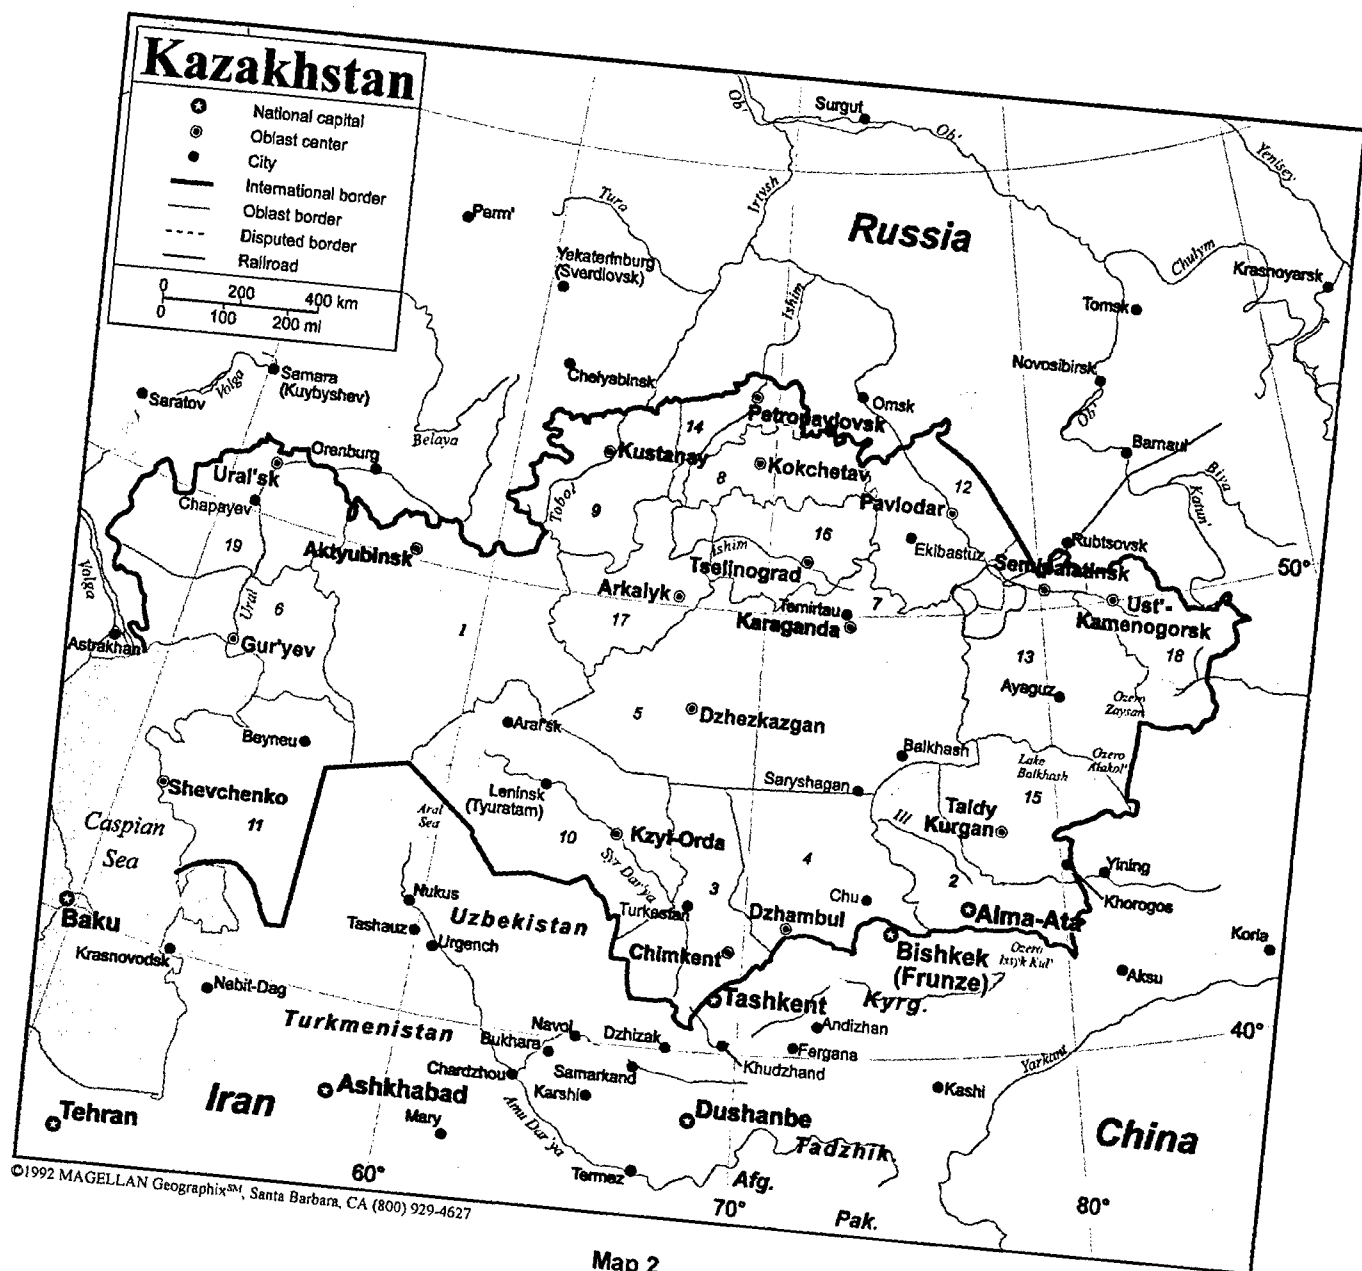 Kazakhstan
National capital
Oblast center
City
International border
Oblast border
Disputed border
Railroad
0 200 400 km
0 100 200 mi
Surgut
Ob'
Ob'
Yenisey
Irtysh
Tura
Perm'
Russia
Chulym
Yekaterinburg
(Sverdlovsk)
Krasnoyarsk
Ishim
Tomsk
Novosibirsk
Chelyabinsk
Samara
(Kuybyshev)
Volga
Saratov
Omsk
Ob'
Petropavlovsk
14
Belaya
Barnaul
Orenburg
Kustanay
Kokchetav
Biya
Ural'sk
8
12
Katun'
Chapayev
Tobol
9
Pavlodar
19
16
Ekibastuz
Rubtsovsk
Aktyubinsk
Ishim
Tselinograd
Semipalatinsk
50°
Volga
Arkalyk
Temirtau
7
Ust'-
Kamenogorsk
Ural
6
17
Karaganda
1
Astrakhan
Gur'yev
13
18
Ayaguz
Ozero
Zaysan
5
Dzhezkazgan
Aral'sk
Beyneu
Balkhash
Lake
Balkhash
Ozero
Alakol'
Shevchenko
Leninsk
(Tyuratam)
Saryshagan
15
11
Aral
Sea
Ili
Taldy
Kurgan
Caspian
Sea
10
Kzyl-Orda
4
Syr Dar'ya
Yining
Nukus
3
2
Turkestan
Chu
Khorogos
Baku
Uzbekistan
Dzhambul
Alma-Ata
Tashauz
Urgench
Korla
Krasnovodsk
Chimkent
Bishkek
(Frunze)
Ozero
Issyk Kul'
Aksu
Nebit-Dag
Tashkent
Kyrg.
Turkmenistan
Navoi
Dzhizak
Andizhan
40°
Bukhara
Fergana
Chardzhou
Samarkand
Khudzhand
Yarkant
Iran
Ashkhabad
Karshi
Kashi
Tehran
Mary
Amu Dar'ya
Dushanbe
China
Tadzhik.
Termez
Afg.
60°
70°
80°
Pak.
©1992 MAGELLAN Geographix℠, Santa Barbara, CA (800) 929-4627
Map 2